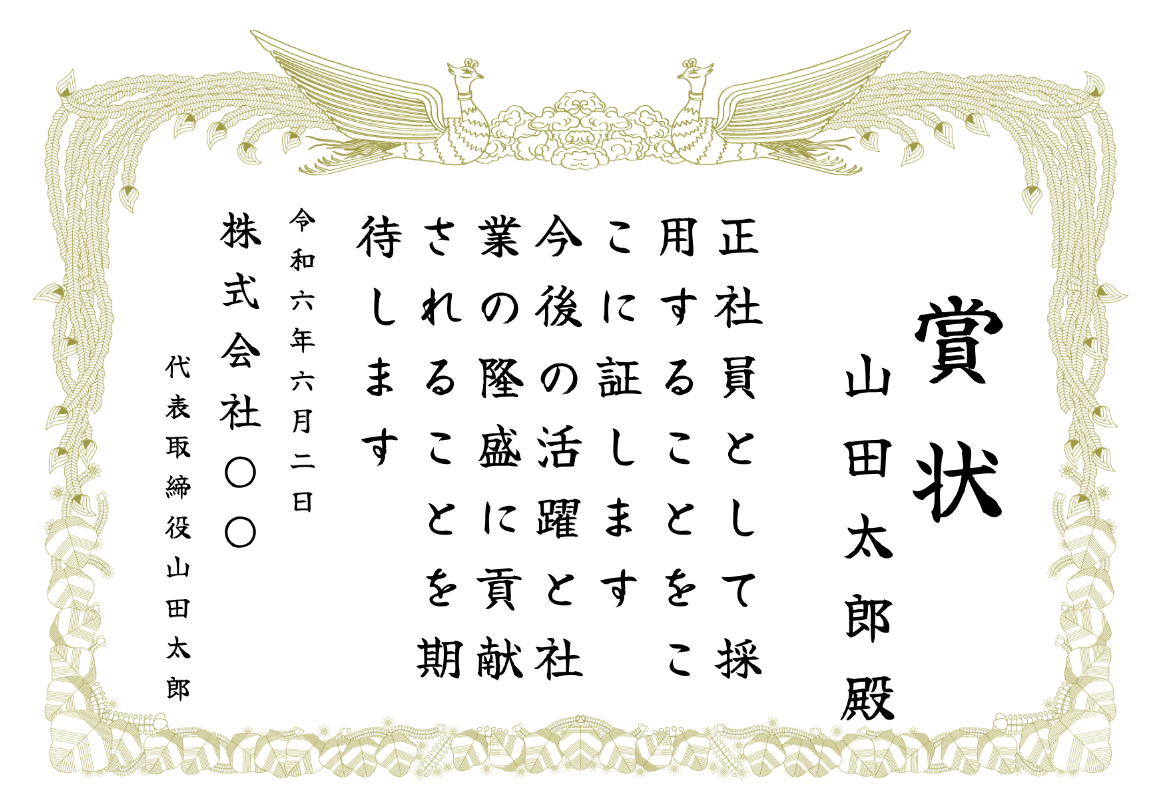 賞状
山田太郎殿
正社員として採
用することをこ
こに証します
今後の活躍と社
業の隆盛に貢献
されることを期
待します
令和六年六月二日
株式会社〇〇
代表取締役山田太郎